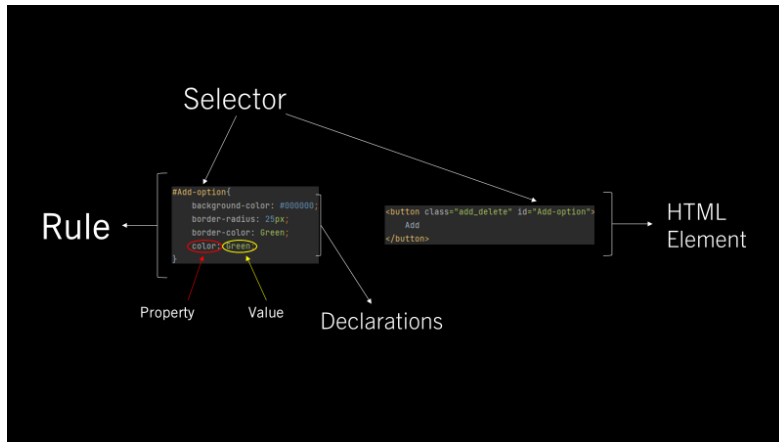 Selector
#Add-option{
background-color: #000000;
border-radius: 25px;
border-color: Green;
color: Green;
}
Rule
<button class="add_delete" id="Add-option">
Add
</button>
HTML
Element
Property
Value
Declarations